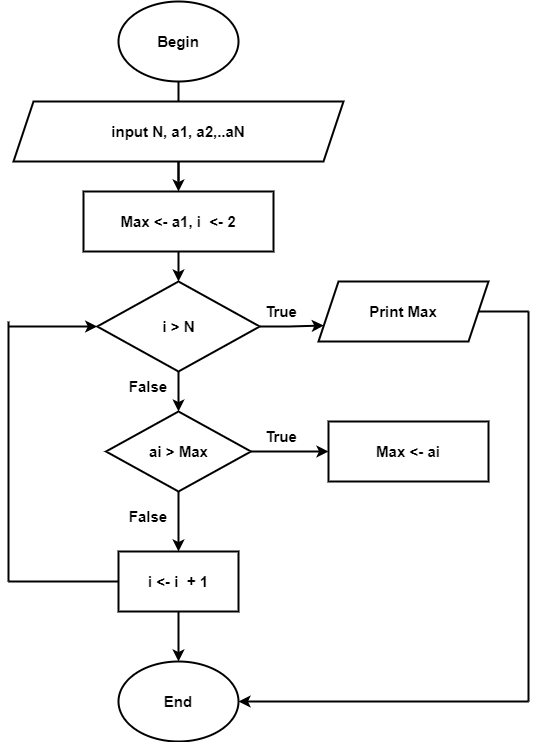 Begin
input N, a1, a2,..aN
Max <- a1, i <- 2
i > N
True
Print Max
False
ai > Max
True
Max <- ai
False
i <- i + 1
End